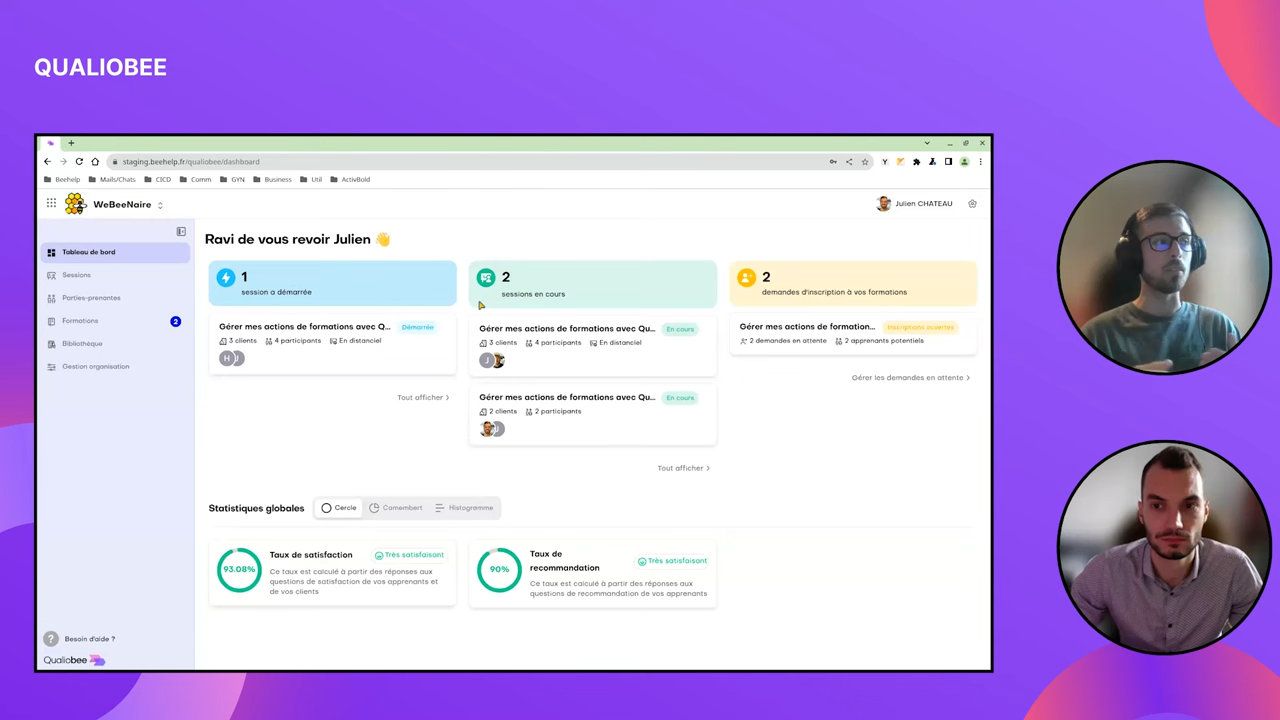 QUALIOBEE
staging.beehelp.fr/qualiobee/dashboard
Beehelp Mails/Chats CICD Comm GYN Business Util ActivBold
WeBeeNaire
Julien CHATEAU
Tableau de bord
Sessions
Parties-prenantes
Formations 2
Bibliothèque
Gestion organisation
Besoin d'aide ?
Qualiobee
Ravi de vous revoir Julien 👋
1
session a démarrée
Gérer mes actions de formations avec Q... Démarrée
3 clients 4 participants En distanciel
H J
Tout afficher >
2
sessions en cours
Gérer mes actions de formations avec Qu... En cours
3 clients 4 participants En distanciel
J
Gérer mes actions de formations avec Qu... En cours
2 clients 2 participants
J
Tout afficher >
2
demandes d'inscription à vos formations
Gérer mes actions de formation... Inscriptions ouvertes
2 demandes en attente 2 apprenants potentiels
Gérer les demandes en attente >
Statistiques globales Cercle Camembert Histogramme
93.08%
Taux de satisfaction Très satisfaisant
Ce taux est calculé à partir des réponses aux
questions de satisfaction de vos apprenants et
de vos clients
90%
Taux de
recommandation Très satisfaisant
Ce taux est calculé à partir des réponses aux
questions de recommandation de vos apprenants